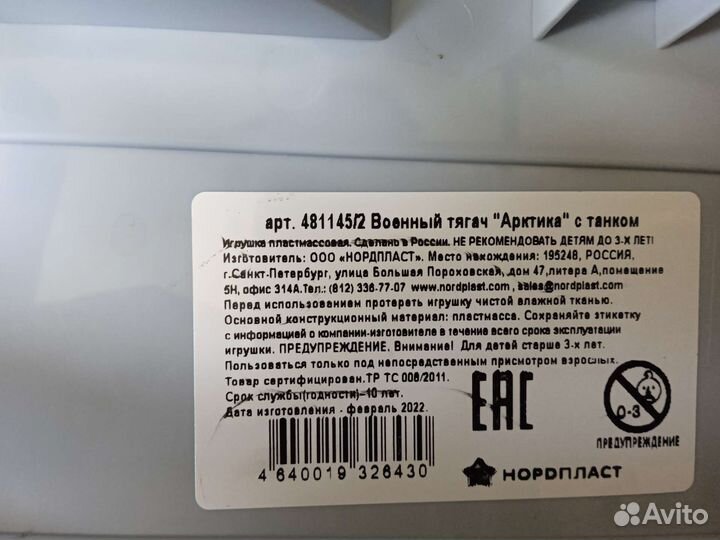 арт. 481145/2 Военный тягач "Арктика" с танком
Игрушка пластмассовая. Сделано в России. НЕ РЕКОМЕНДОВАТЬ ДЕТЯМ ДО 3-Х ЛЕТ!
Изготовитель: ООО «НОРДПЛАСТ». Место нахождения: 195248, РОССИЯ,
г.Санкт-Петербург, улица Большая Пороховская, дом 47,литера А,помещение
5Н, офис 314А.Тел.: (812) 336-77-07 www.nordplast.com , sales@nordplast.com
Перед использованием протереть игрушку чистой влажной тканью.
Основной конструкционный материал: пластмасса. Сохраняйте этикетку
с информацией о компании-изготовителе в течение всего срока эксплуатации
игрушки. ПРЕДУПРЕЖДЕНИЕ. Внимание! Для детей старше 3-х лет.
Пользоваться только под непосредственным присмотром взрослых.
Товар сертифицирован.ТР ТС 008/2011.
Срок службы(годности)-10 лет.
Дата изготовления - февраль 2022.
EAC
0-3
ПРЕДУПРЕЖДЕНИЕ
4 640019 326430
НОРДПЛАСТ
Avito